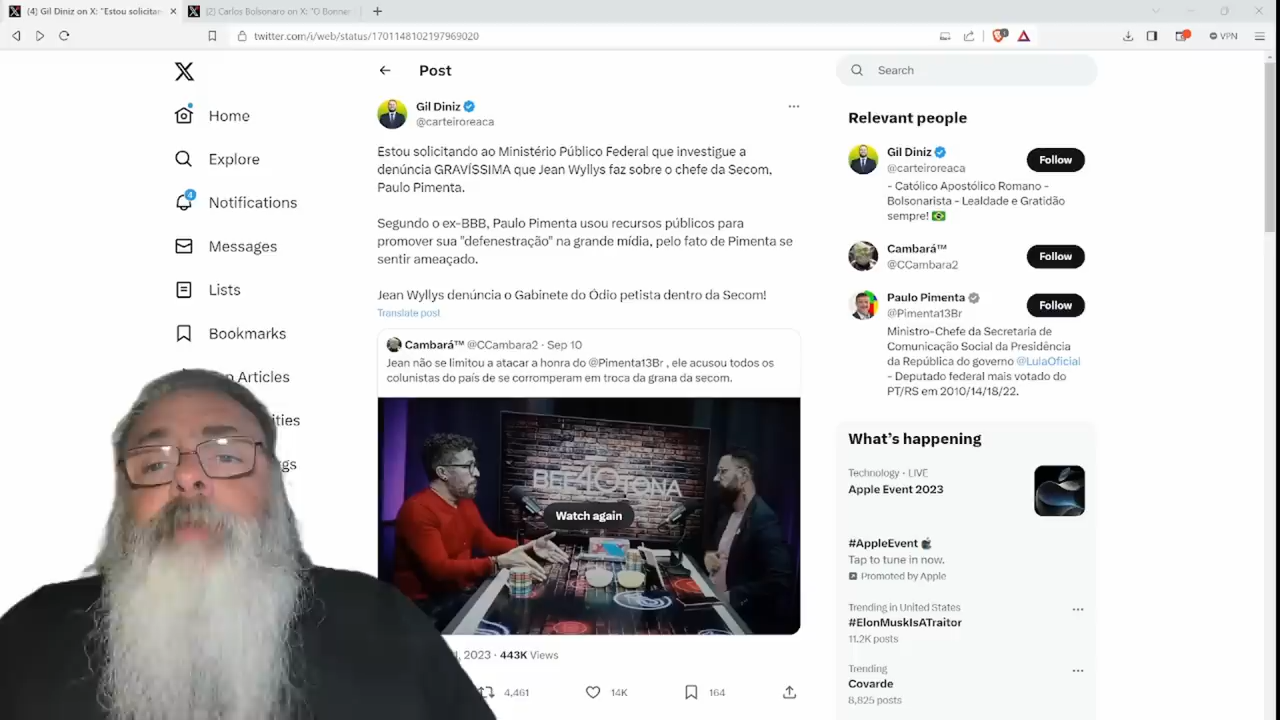 (4) Gil Diniz on X: "Estou solicitan
(2) Carlos Bolsonaro on X: "O Bonner
twitter.com/i/web/status/1701148102197969020
VPN
Post
Search
Gil Diniz
@carteiroreaca
Home
Explore
4
Notifications
Messages
Lists
Bookmarks
Articles
ities
gs
Estou solicitando ao Ministério Público Federal que investigue a
denúncia GRAVÍSSIMA que Jean Wyllys faz sobre o chefe da Secom,
Paulo Pimenta.
Segundo o ex-BBB, Paulo Pimenta usou recursos públicos para
promover sua "defenestração" na grande mídia, pelo fato de Pimenta se
sentir ameaçado.
Jean Wyllys denúncia o Gabinete do Ódio petista dentro da Secom!
Translate post
Cambará™ @CCambara2 · Sep 10
Jean não se limitou a atacar a honra do @Pimenta13Br , ele acusou todos os
colunistas do país de se corromperam em troca da grana da secom.
Watch again
, 2023 · 443K Views
4,461
14K
164
Relevant people
Gil Diniz
@carteiroreaca
Follow
- Católico Apostólico Romano -
Bolsonarista - Lealdade e Gratidão
sempre!
Cambará™
@CCambara2
Follow
Paulo Pimenta
@Pimenta13Br
Follow
Ministro-Chefe da Secretaria de
Comunicação Social da Presidência
da República do governo @LulaOficial
- Deputado federal mais votado do
PT/RS em 2010/14/18/22.
What's happening
Technology · LIVE
Apple Event 2023
#AppleEvent
Tap to tune in now.
Promoted by Apple
Trending in United States
#ElonMuskIsATraitor
11.2K posts
Trending
Covarde
8,825 posts